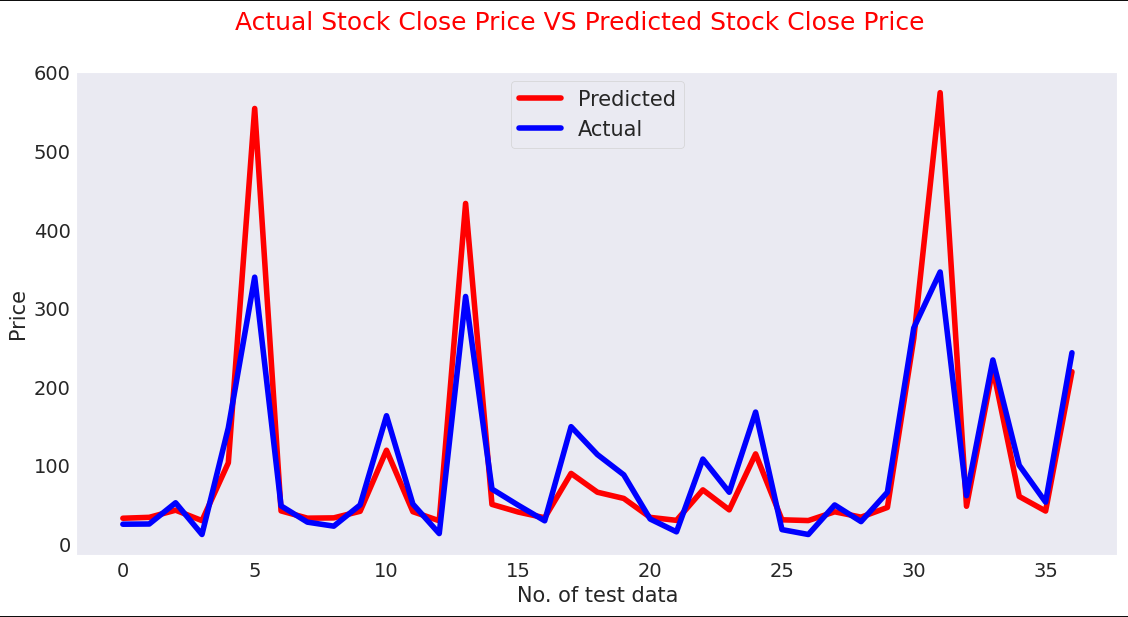 Actual Stock Close Price VS Predicted Stock Close Price
600
500
400
300
200
100
0
Price
Predicted
Actual
0 5 10 15 20 25 30 35
No. of test data